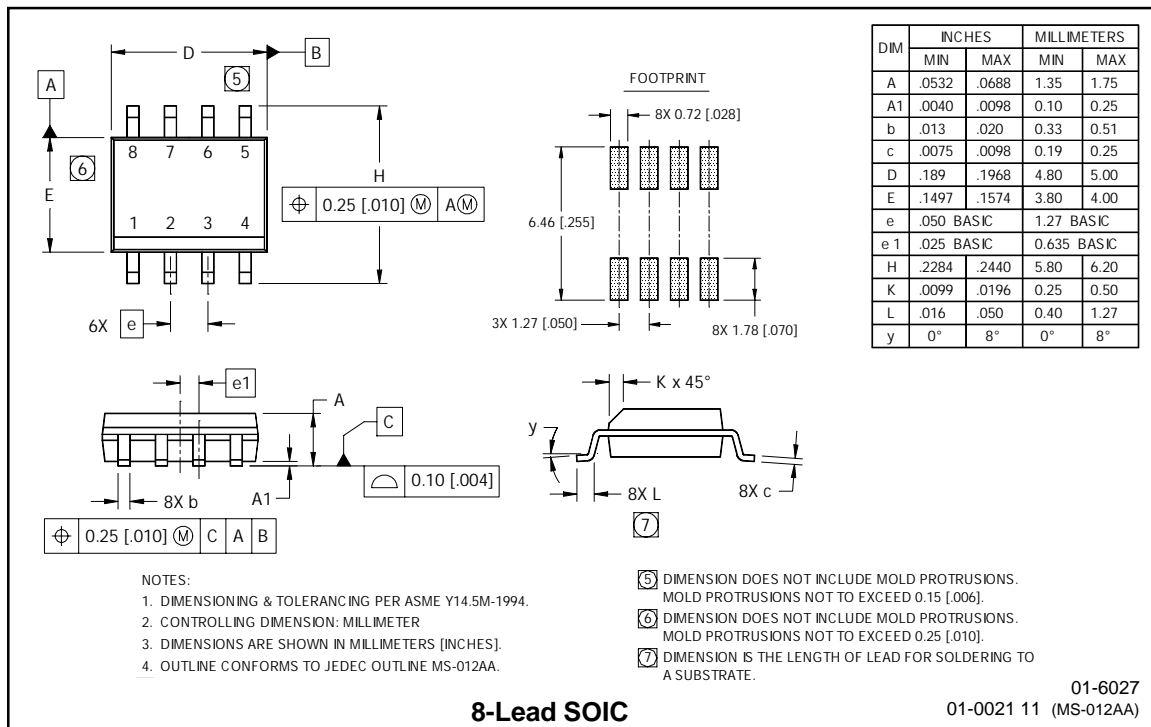 D
B
5
A
8 7 6 5
6
E
H
⌖ 0.25 [.010] Ⓜ AⓂ
1 2 3 4
6X e
FOOTPRINT
8X 0.72 [.028]
6.46 [.255]
3X 1.27 [.050]
8X 1.78 [.070]
DIM INCHES MILLIMETERS
MIN MAX MIN MAX
A .0532 .0688 1.35 1.75
A1 .0040 .0098 0.10 0.25
b .013 .020 0.33 0.51
c .0075 .0098 0.19 0.25
D .189 .1968 4.80 5.00
E .1497 .1574 3.80 4.00
e .050 BASIC 1.27 BASIC
e 1 .025 BASIC 0.635 BASIC
H .2284 .2440 5.80 6.20
K .0099 .0196 0.25 0.50
L .016 .050 0.40 1.27
y 0° 8° 0° 8°
e1
A
C
0.10 [.004]
A1
8X b
⌖ 0.25 [.010] Ⓜ C A B
K x 45°
y
8X L
7
8X c
NOTES:
1. DIMENSIONING & TOLERANCING PER ASME Y14.5M-1994.
2. CONTROLLING DIMENSION: MILLIMETER
3. DIMENSIONS ARE SHOWN IN MILLIMETERS [INCHES].
4. OUTLINE CONFORMS TO JEDEC OUTLINE MS-012AA.
5 DIMENSION DOES NOT INCLUDE MOLD PROTRUSIONS.
MOLD PROTRUSIONS NOT TO EXCEED 0.15 [.006].
6 DIMENSION DOES NOT INCLUDE MOLD PROTRUSIONS.
MOLD PROTRUSIONS NOT TO EXCEED 0.25 [.010].
7 DIMENSION IS THE LENGTH OF LEAD FOR SOLDERING TO
A SUBSTRATE.
8-Lead SOIC
01-6027
01-0021 11 (MS-012AA)